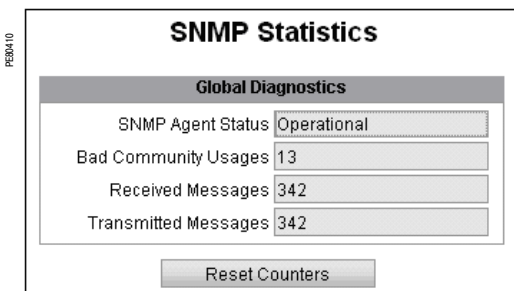 PE80410
SNMP Statistics
Global Diagnostics
SNMP Agent Status Operational
Bad Community Usages 13
Received Messages 342
Transmitted Messages 342
Reset Counters